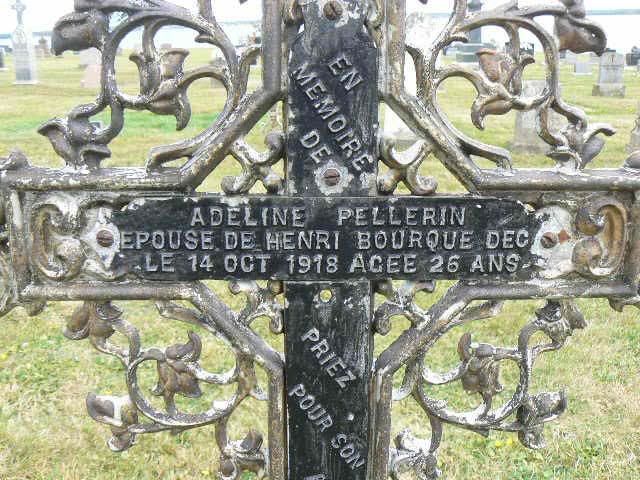 EN
MEMOIRE
DE
ADELINE PELLERIN
EPOUSE DE HENRI BOURQUE DEC
LE 14 OCT 1918 AGEE 26 ANS
PRIEZ
POUR SON